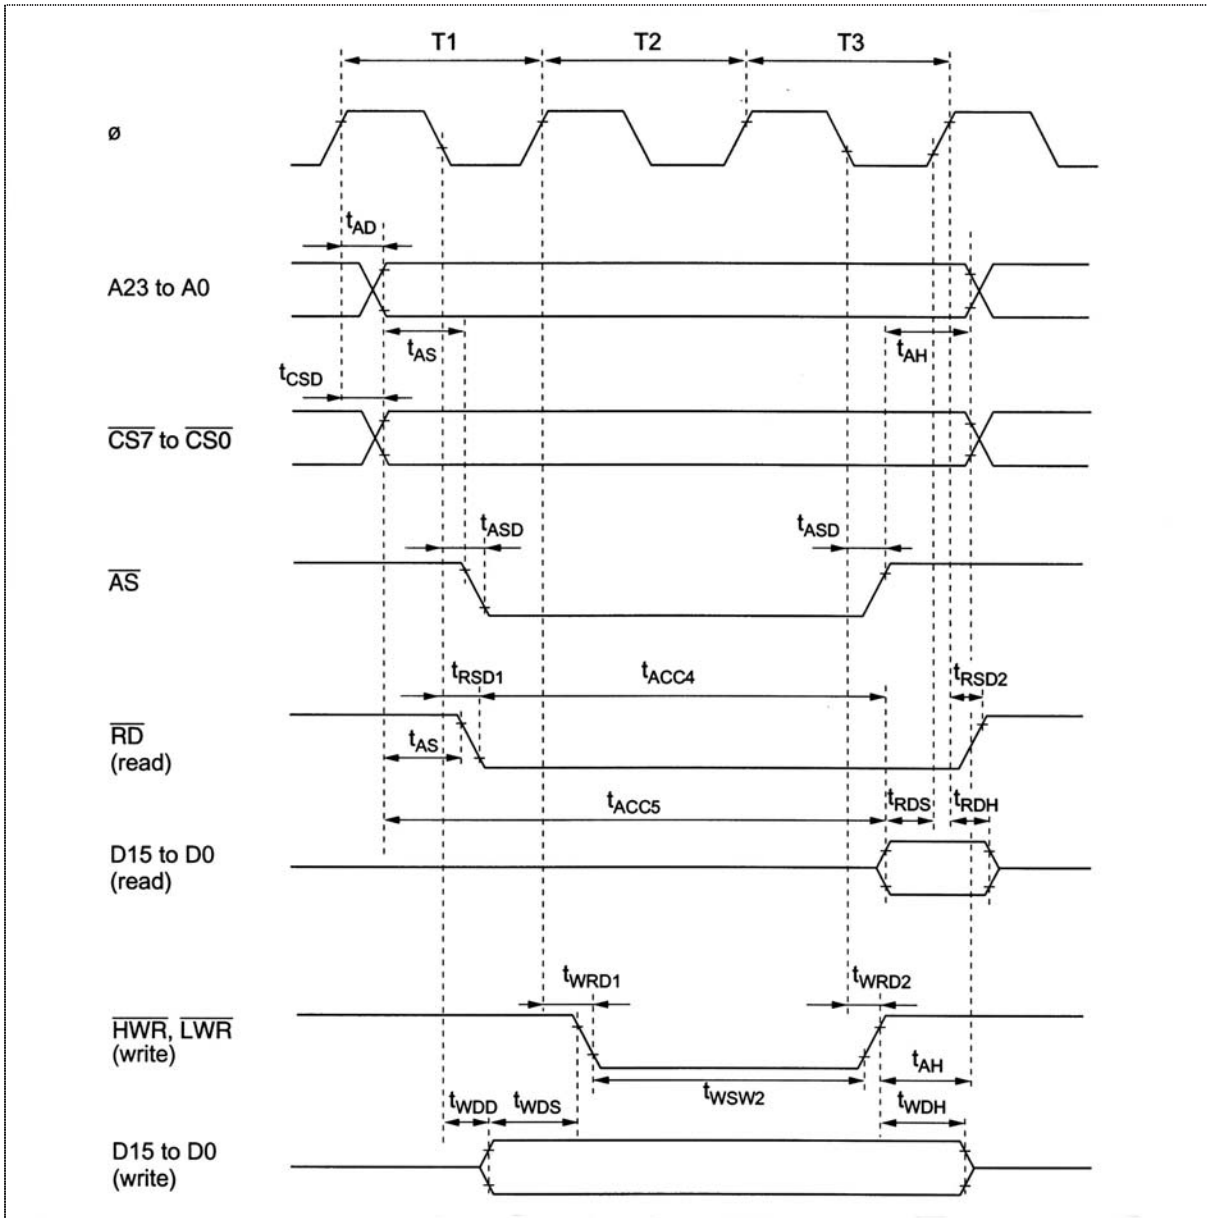 T1 T2 T3
ø
tAD
A23 to A0
tAS tAH
tCSD
CS7 to CS0
tASD tASD
AS
tRSD1 tACC4 tRSD2
RD
(read)
tAS
tACC5 tRDS tRDH
D15 to D0
(read)
tWRD1 tWRD2
HWR, LWR
(write)
tAH
tWSW2
tWDD tWDS tWDH
D15 to D0
(write)